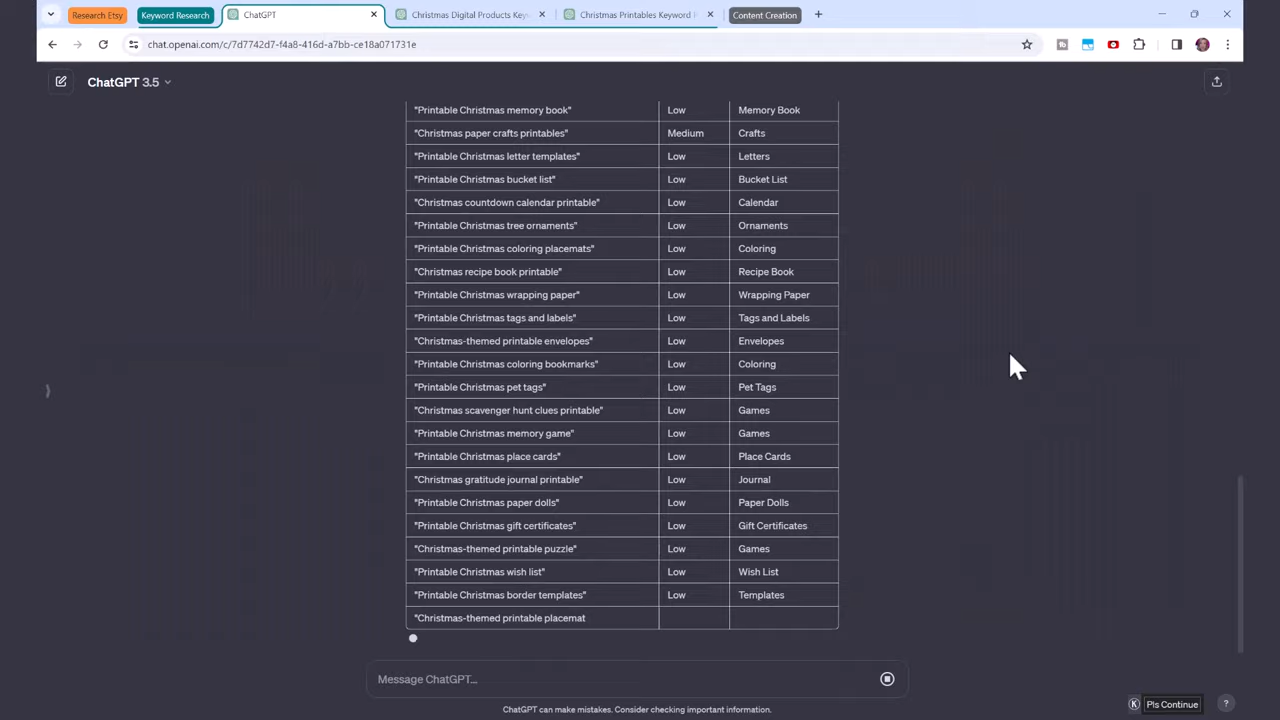 Research Etsy
Keyword Research
ChatGPT
Christmas Digital Products Key
Christmas Printables Keyword
Content Creation
chat.openai.com/c/7d7742d7-f4a8-416d-a7bb-ce18a071731e
ChatGPT 3.5
"Printable Christmas memory book" Low Memory Book
"Christmas paper crafts printables" Medium Crafts
"Printable Christmas letter templates" Low Letters
"Printable Christmas bucket list" Low Bucket List
"Christmas countdown calendar printable" Low Calendar
"Printable Christmas tree ornaments" Low Ornaments
"Printable Christmas coloring placemats" Low Coloring
"Christmas recipe book printable" Low Recipe Book
"Printable Christmas wrapping paper" Low Wrapping Paper
"Printable Christmas tags and labels" Low Tags and Labels
"Christmas-themed printable envelopes" Low Envelopes
"Printable Christmas coloring bookmarks" Low Coloring
"Printable Christmas pet tags" Low Pet Tags
"Christmas scavenger hunt clues printable" Low Games
"Printable Christmas memory game" Low Games
"Printable Christmas place cards" Low Place Cards
"Christmas gratitude journal printable" Low Journal
"Printable Christmas paper dolls" Low Paper Dolls
"Printable Christmas gift certificates" Low Gift Certificates
"Christmas-themed printable puzzle" Low Games
"Printable Christmas wish list" Low Wish List
"Printable Christmas border templates" Low Templates
"Christmas-themed printable placemat
Message ChatGPT...
ChatGPT can make mistakes. Consider checking important information.
K Pls Continue ?